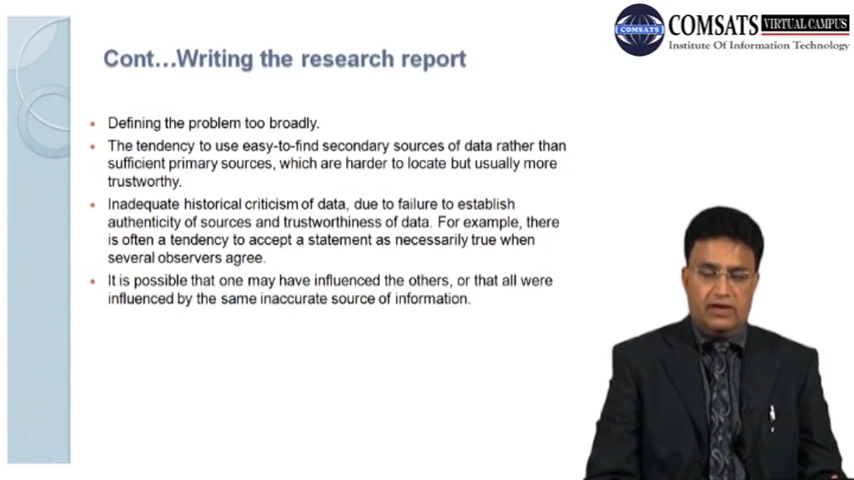 COMSATS VIRTUAL CAMPUS
COMSATS
Institute Of Information Technology
Cont…Writing the research report
Defining the problem too broadly.
The tendency to use easy-to-find secondary sources of data rather than
sufficient primary sources, which are harder to locate but usually more
trustworthy.
Inadequate historical criticism of data, due to failure to establish
authenticity of sources and trustworthiness of data. For example, there
is often a tendency to accept a statement as necessarily true when
several observers agree.
It is possible that one may have influenced the others, or that all were
influenced by the same inaccurate source of information.